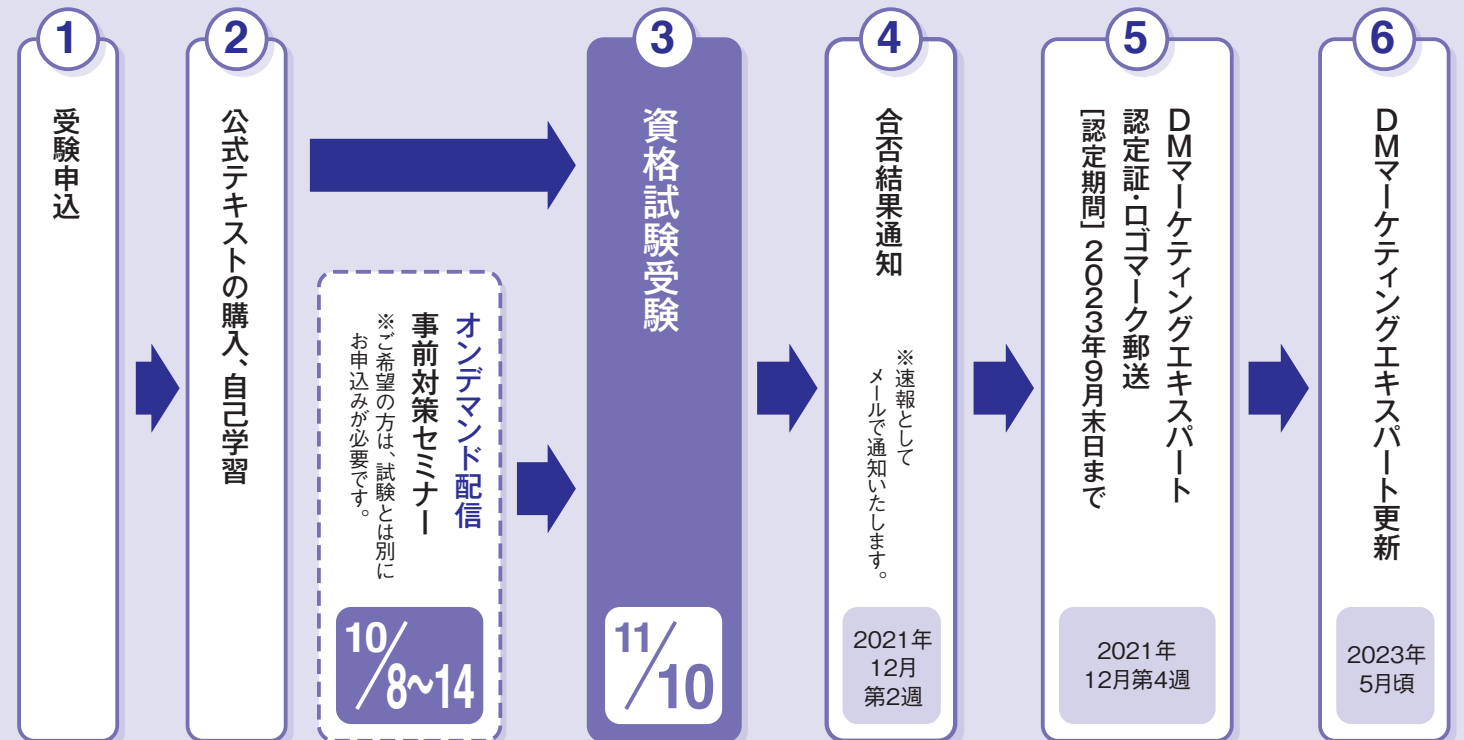 1
受験申込
2
公式テキストの購入、自己学習
オンデマンド配信
事前対策セミナー
※ご希望の方は、試験とは別に
お申込みが必要です。
10/8~14
3
資格試験受験
11/10
4
合否結果通知
※速報として
メールで通知いたします。
2021年
12月
第2週
5
DMマーケティングエキスパート
認定証・ロゴマーク郵送
[認定期間] 2023年9月末日まで
2021年
12月第4週
6
DMマーケティングエキスパート更新
2023年
5月頃